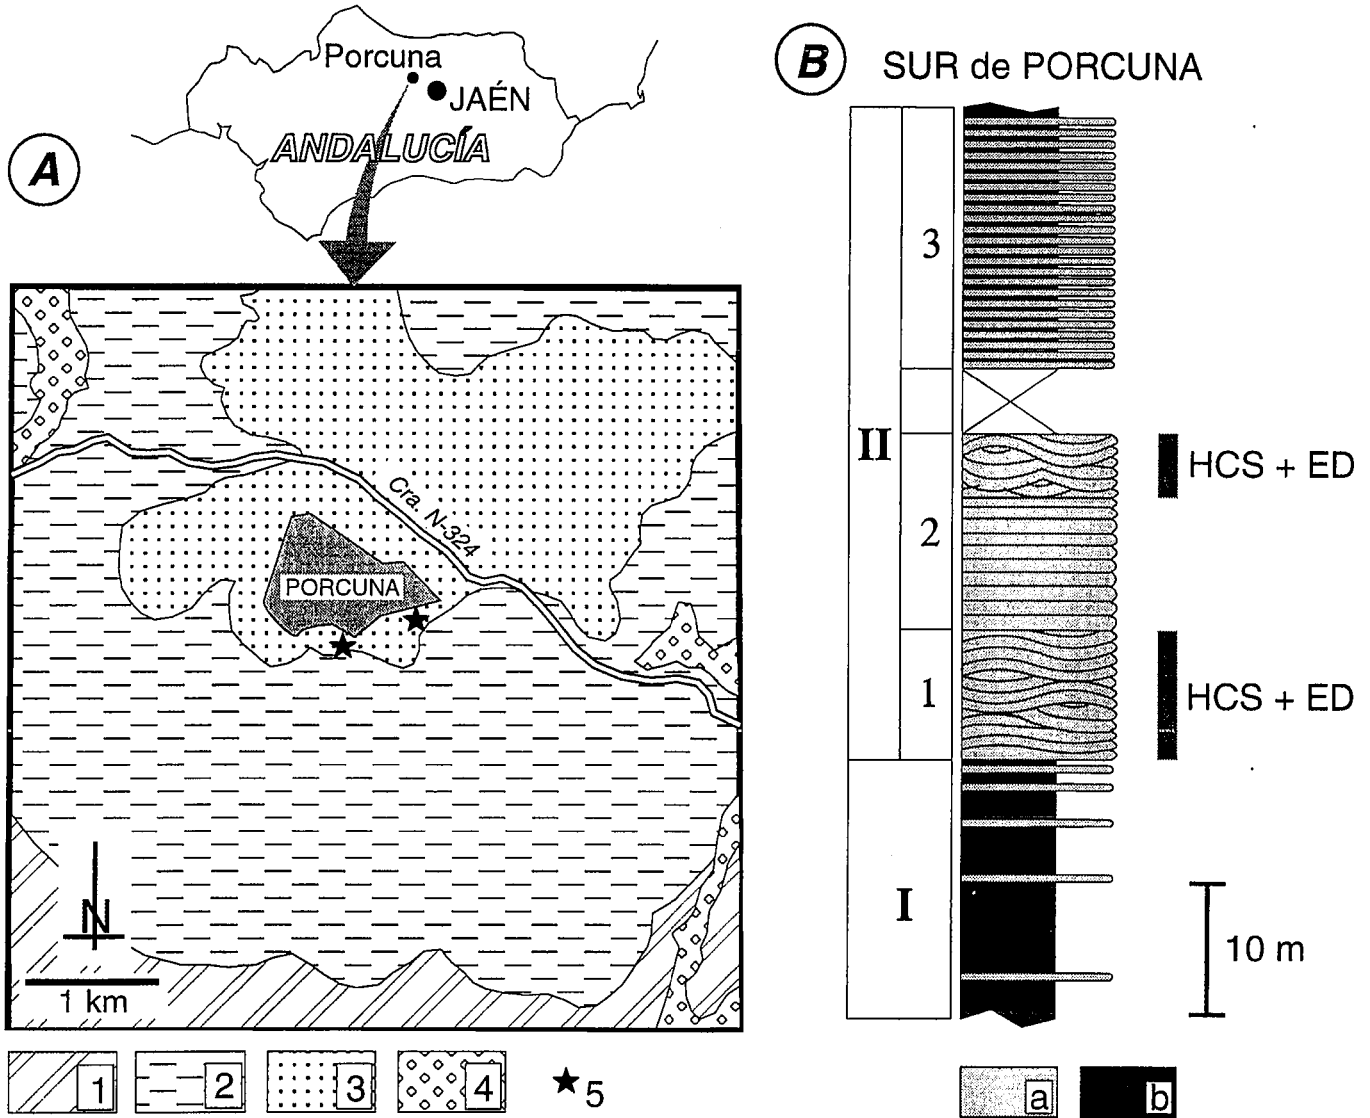 Porcuna
JAÉN
ANDALUCÍA
A
Cra. N-324
PORCUNA
N
1 km
1
2
3
4
5
B
SUR de PORCUNA
3
II
HCS + ED
2
1
HCS + ED
I
10 m
a
b